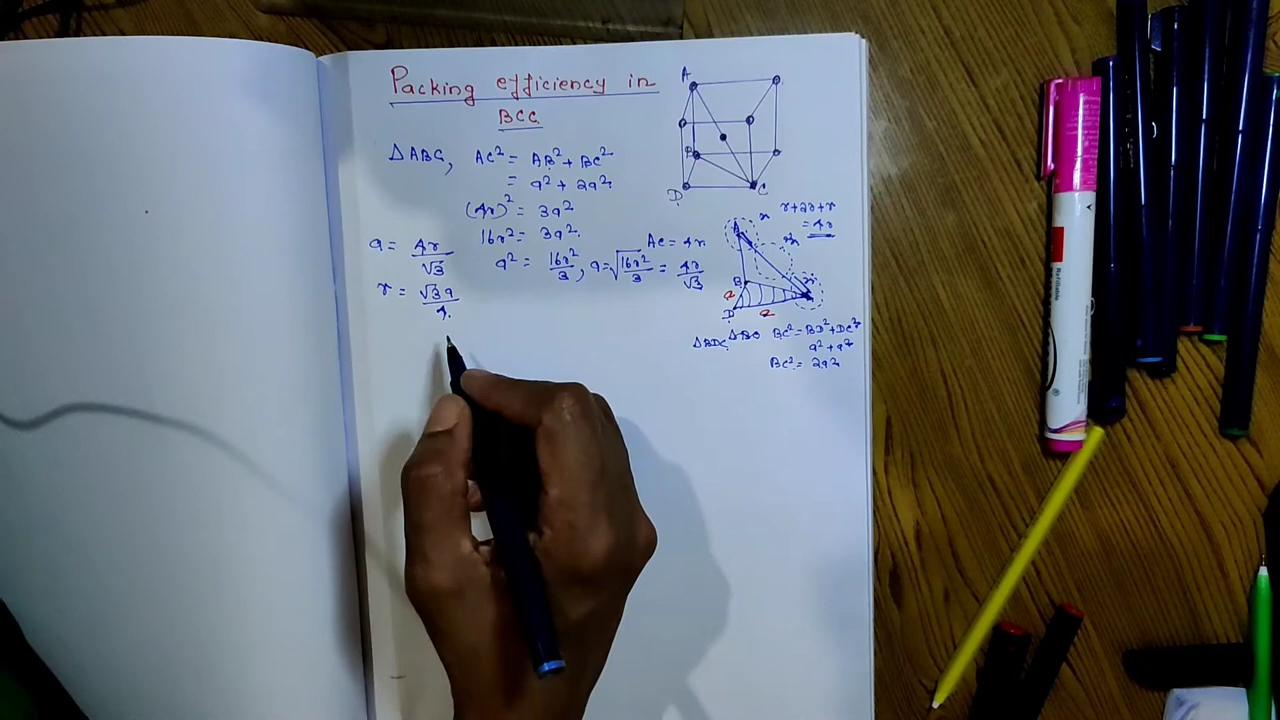 Packing efficiency in
BCC
ΔABC, AC² = AB² + BC²
= a² + 2a²
(4r)² = 3a²
16r² = 3a²
a² = 16r²/3, a = √16r²/3 = 4r/√3
a = 4r/√3
r = √3a/4
A
B
C
D
r+2r+r
= 4r
AC = 4r
A
r
2r
r
B
a
D
a
ΔBDC, BC² = BD² + DC²
a² + a²
BC² = 2a²
Refillable